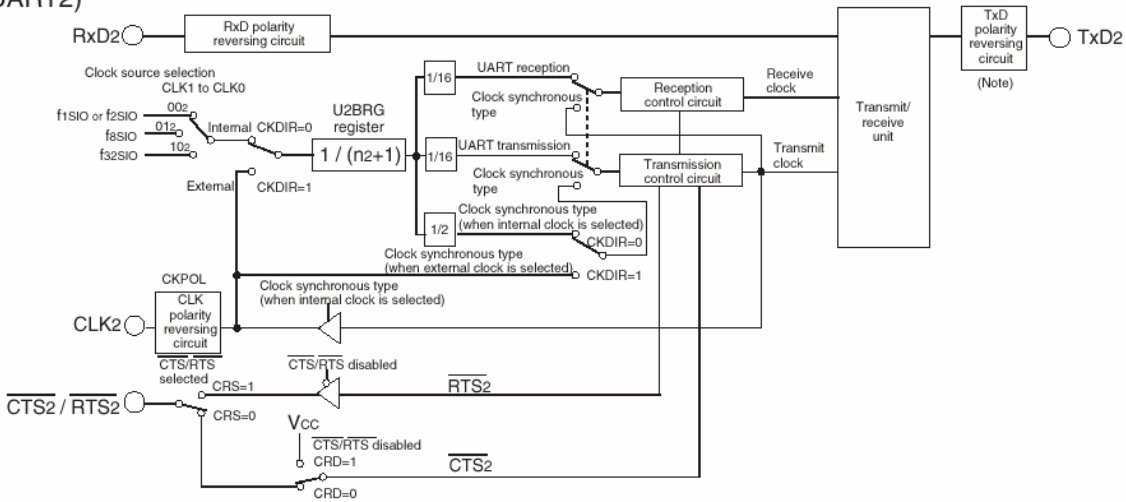 UART2)
RxD2
RxD polarity
reversing circuit
TxD
polarity
reversing
circuit
TxD2
(Note)
Clock source selection
CLK1 to CLK0
f1SIO or f2SIO
002
f8SIO
012
f32SIO
102
Internal
CKDIR=0
External
CKDIR=1
U2BRG
register
1 / (n2+1)
1/16
UART reception
Clock synchronous
type
Reception
control circuit
Receive
clock
Transmit/
receive
unit
1/16
UART transmission
Clock synchronous
type
Transmission
control circuit
Transmit
clock
1/2
Clock synchronous type
(when internal clock is selected)
CKDIR=0
Clock synchronous type
(when external clock is selected)
CKDIR=1
Clock synchronous type
(when internal clock is selected)
CKPOL
CLK
polarity
reversing
circuit
CLK2
CTS/RTS
selected
CTS/RTS disabled
CRS=1
RTS2
CTS2 / RTS2
CRS=0
VCC
CTS/RTS disabled
CRD=1
CTS2
CRD=0